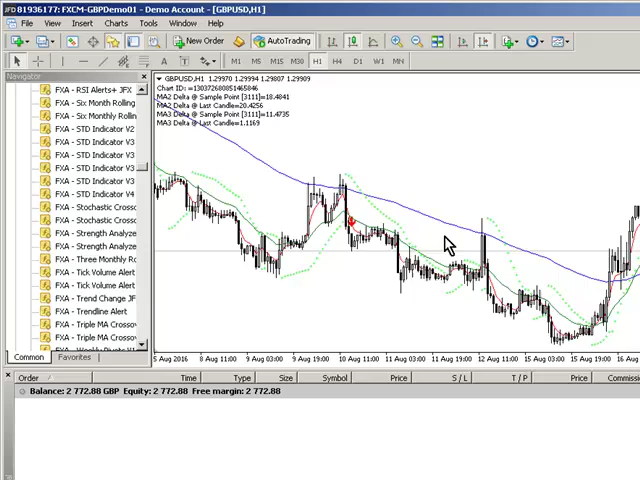 81936177: FXCM-GBPDemo01 - Demo Account - [GBPUSD,H1]
File View Insert Charts Tools Window Help
New Order AutoTrading
A T M1 M5 M15 M30 H1 H4 D1 W1 MN
Navigator
FXA - RSI Alerts+ JFX
FXA - Six Month Rolling
FXA - Six Monthly Rollin
FXA - STD Indicator V2
FXA - STD Indicator V3
FXA - STD Indicator V3
FXA - STD Indicator V3
FXA - STD Indicator V3
FXA - STD Indicator V4
FXA - Stochastic Crosso
FXA - Stochastic Crosso
FXA - Strength Analyze
FXA - Strength Analyze
FXA - Three Monthly Ro
FXA - Tick Volume Alert
FXA - Tick Volume Alert
FXA - Trend Change JF
FXA - Trendline Alert
FXA - Triple MA Crossov
FXA - Triple MA Crossov
Common Favorites
GBPUSD,H1 1.29970 1.29994 1.29807 1.29909
Chart ID: =130372680851465846
MA2 Delta @ Sample Point [3111]=18.4841
MA2 Delta @ Last Candle=20.4256
MA3 Delta @ Sample Point [3111]=11.4735
MA3 Delta @ Last Candle=1.1169
5 Aug 2016 8 Aug 11:00 9 Aug 03:00 9 Aug 19:00 10 Aug 11:00 11 Aug 03:00 11 Aug 19:00 12 Aug 11:00 15 Aug 03:00 15 Aug 19:00 16 Aug
Order Time Type Size Symbol Price S / L T / P Price Commissio
Balance: 2 772.88 GBP Equity: 2 772.88 Free margin: 2 772.88